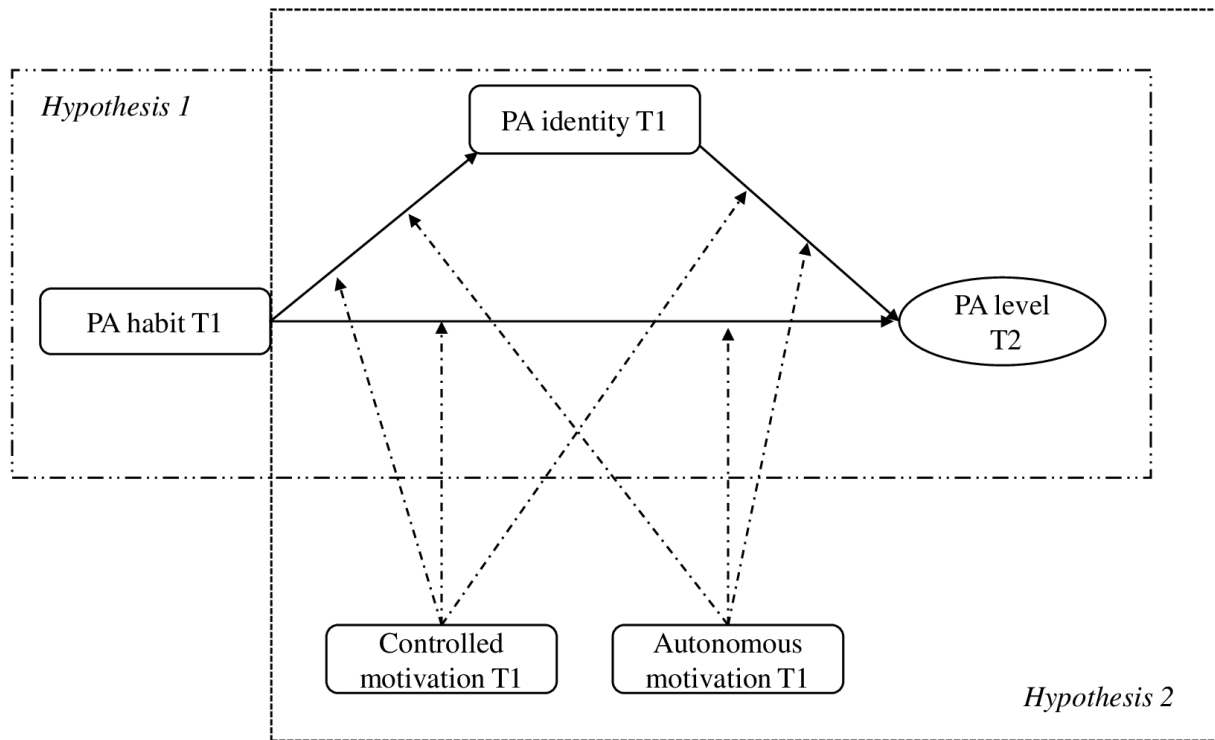 Hypothesis 1
PA identity T1
PA habit T1
PA level
T2
Controlled
motivation T1
Autonomous
motivation T1
Hypothesis 2